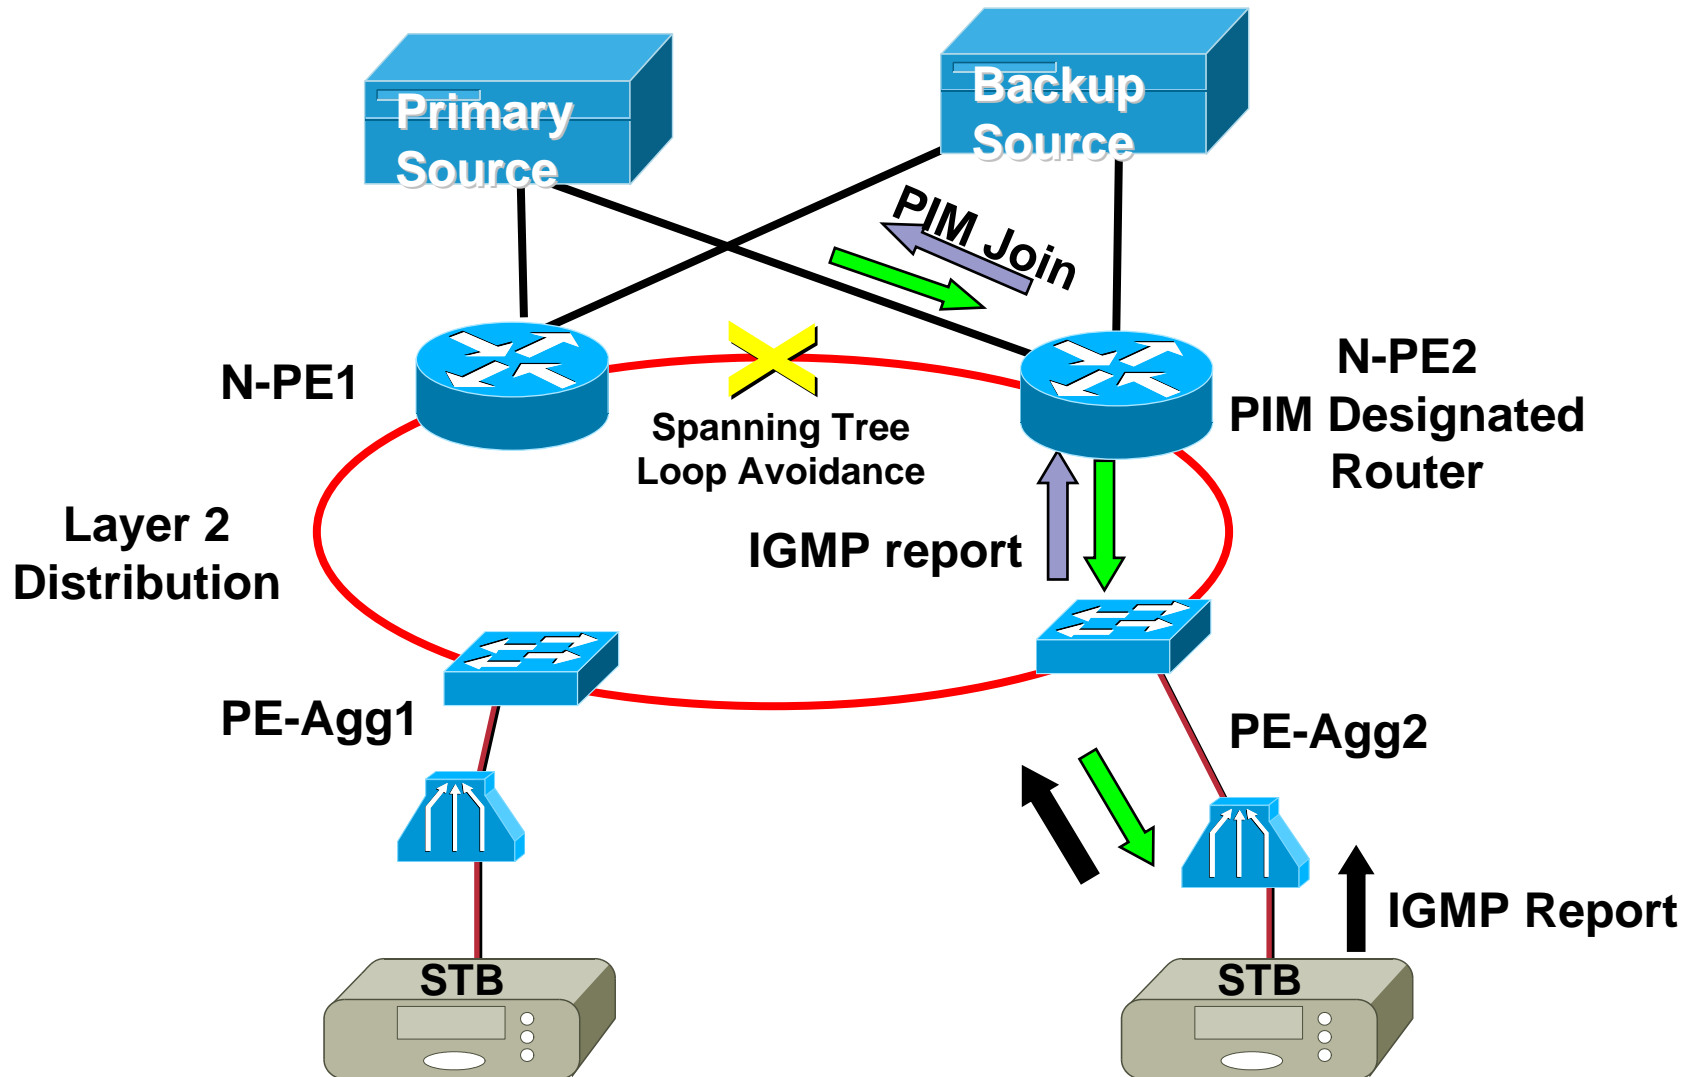 Primary
Source
Backup
Source
PIM Join
N-PE1
N-PE2
PIM Designated
Router
Spanning Tree
Loop Avoidance
Layer 2
Distribution
IGMP report
PE-Agg1
PE-Agg2
IGMP Report
STB
STB